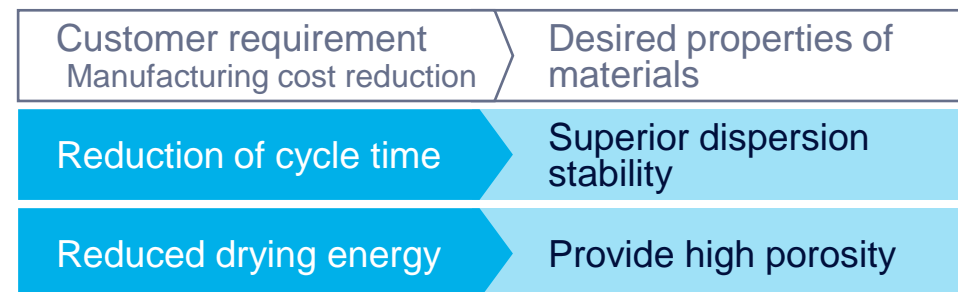 Customer requirement
Manufacturing cost reduction
Desired properties of
materials
Reduction of cycle time
Superior dispersion
stability
Reduced drying energy
Provide high porosity